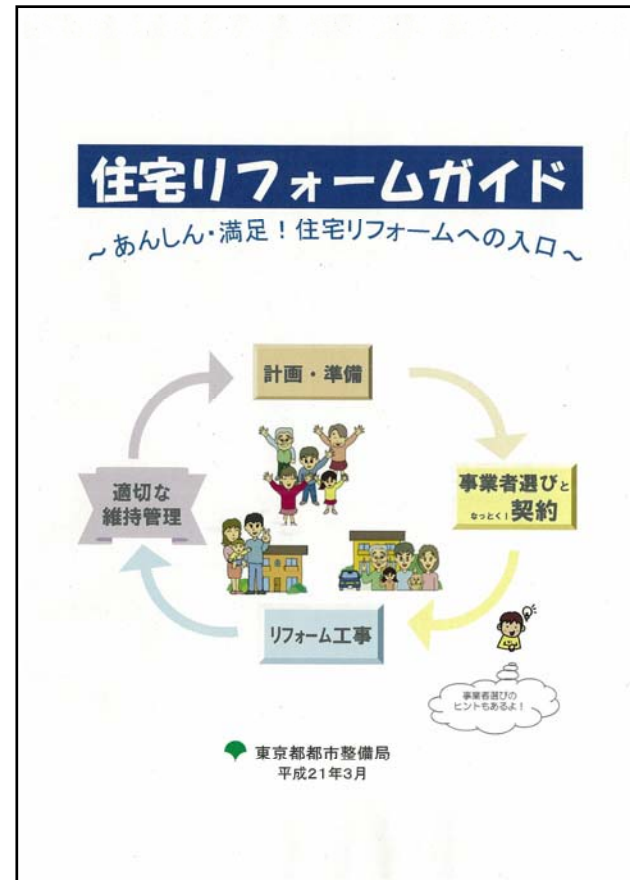 住宅リフォームガイド
～あんしん・満足！住宅リフォームへの入口～
計画・準備
事業者選びと
なっとく！契約
リフォーム工事
適切な
維持管理
事業者選びの
ヒントもあるよ！
東京都都市整備局
平成21年3月